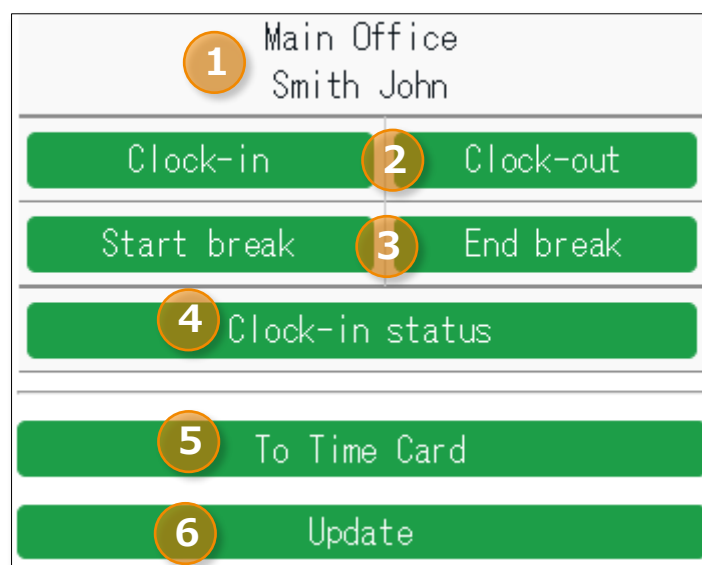 Main Office
1
Smith John
Clock-in 2 Clock-out
Start break 3 End break
4 Clock-in status
5 To Time Card
6 Update